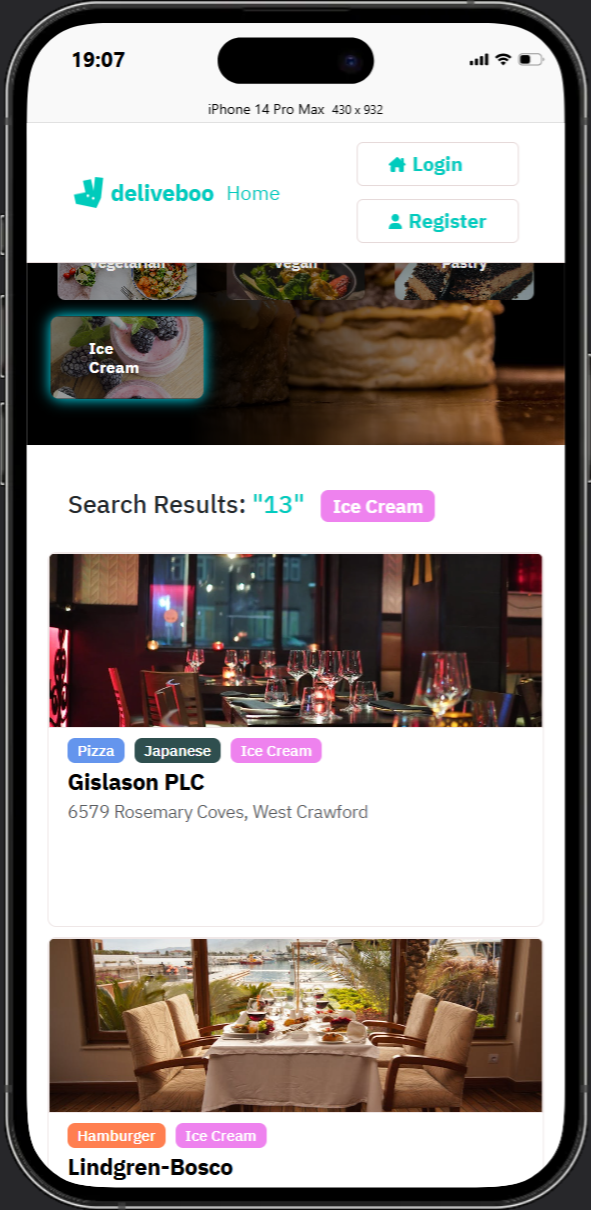 19:07
iPhone 14 Pro Max 430 x 932
deliveboo Home
Login
Register
Vegetarian
Vegan
Pastry
Ice
Cream
Search Results: "13" Ice Cream
Pizza Japanese Ice Cream
Gislason PLC
6579 Rosemary Coves, West Crawford
Hamburger Ice Cream
Lindgren-Bosco